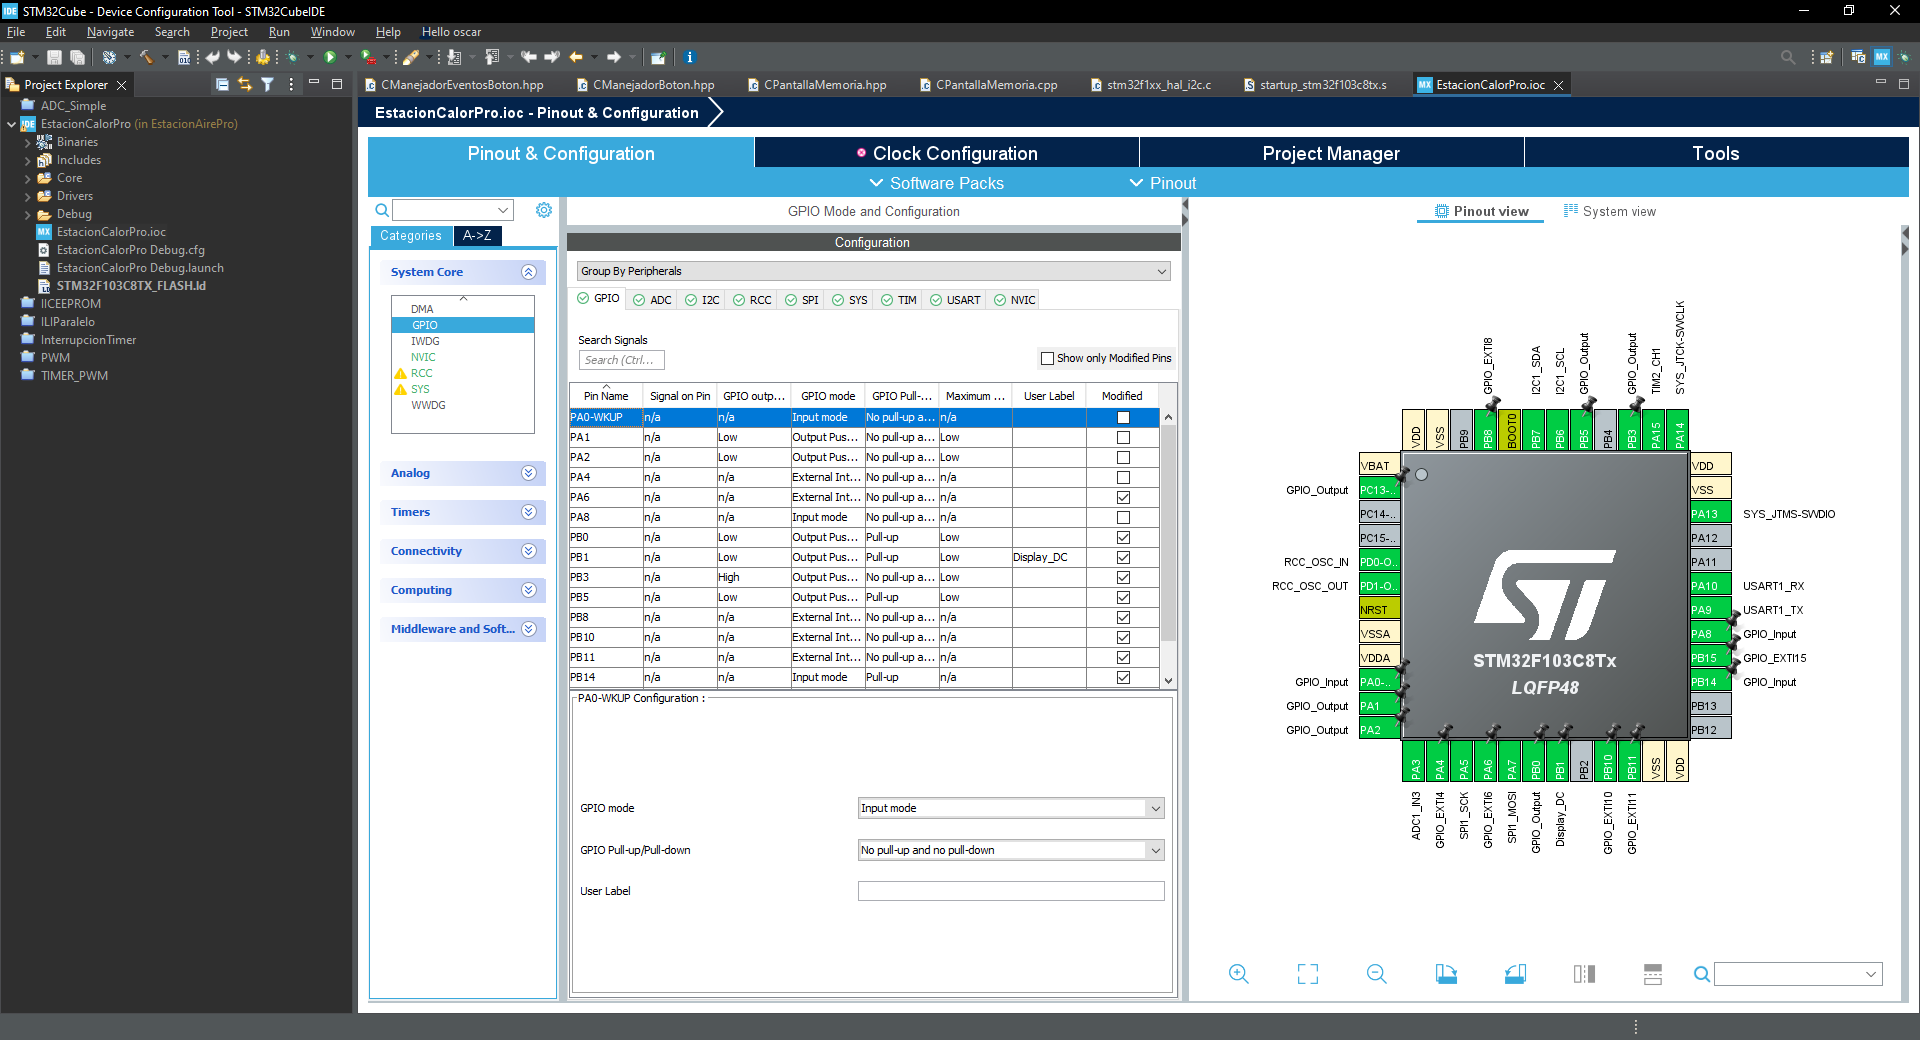 STM32Cube - Device Configuration Tool - STM32CubeIDE
File Edit Navigate Search Project Run Window Help Hello oscar
Project Explorer
CManejadorEventosBoton.hpp
CManejadorBoton.hpp
CPantallaMemoria.hpp
CPantallaMemoria.cpp
stm32f1xx_hal_i2c.c
startup_stm32f103c8tx.s
EstacionCalorPro.ioc
ADC_Simple
EstacionCalorPro (in EstacionAirePro)
Binaries
Includes
Core
Drivers
Debug
EstacionCalorPro.ioc
EstacionCalorPro Debug.cfg
EstacionCalorPro Debug.launch
STM32F103C8TX_FLASH.ld
IICEEPROM
ILIParalelo
InterrupcionTimer
PWM
TIMER_PWM
EstacionCalorPro.ioc - Pinout & Configuration
Pinout & Configuration
Clock Configuration
Project Manager
Tools
Software Packs
Pinout
Categories A->Z
System Core
DMA
GPIO
IWDG
NVIC
RCC
SYS
WWDG
Analog
Timers
Connectivity
Computing
Middleware and Soft...
GPIO Mode and Configuration
Configuration
Group By Peripherals
GPIO ADC I2C RCC SPI SYS TIM USART NVIC
Search Signals
Search (Ctrl...
Show only Modified Pins
Pin Name Signal on Pin GPIO outp... GPIO mode GPIO Pull-... Maximum ... User Label Modified
PA0-WKUP n/a n/a Input mode No pull-up a... n/a
PA1 n/a Low Output Pus... No pull-up a... Low
PA2 n/a Low Output Pus... No pull-up a... Low
PA4 n/a n/a External Int... No pull-up a... n/a
PA6 n/a n/a External Int... No pull-up a... n/a
PA8 n/a n/a Input mode No pull-up a... n/a
PB0 n/a Low Output Pus... Pull-up Low
PB1 n/a Low Output Pus... Pull-up Low Display_DC
PB3 n/a High Output Pus... No pull-up a... Low
PB5 n/a Low Output Pus... Pull-up Low
PB8 n/a n/a External Int... No pull-up a... n/a
PB10 n/a n/a External Int... No pull-up a... n/a
PB11 n/a n/a External Int... No pull-up a... n/a
PB14 n/a n/a Input mode Pull-up n/a
PA0-WKUP Configuration :
GPIO mode Input mode
GPIO Pull-up/Pull-down No pull-up and no pull-down
User Label
Pinout view
System view
GPIO_EXTI8
I2C1_SDA
I2C1_SCL
GPIO_Output
GPIO_Output
TIM2_CH1
SYS_JTCK-SWCLK
VDD
VSS
PB9
PB8
BOOT0
PB7
PB6
PB5
PB4
PB3
PA15
PA14
VBAT
GPIO_Output PC13-..
PC14-..
PC15-..
RCC_OSC_IN PD0-O..
RCC_OSC_OUT PD1-O..
NRST
VSSA
VDDA
GPIO_Input PA0-..
GPIO_Output PA1
GPIO_Output PA2
ST
STM32F103C8Tx
LQFP48
VDD
VSS
PA13 SYS_JTMS-SWDIO
PA12
PA11
PA10 USART1_RX
PA9 USART1_TX
PA8 GPIO_Input
PB15 GPIO_EXTI15
PB14 GPIO_Input
PB13
PB12
PA3
PA4
PA5
PA6
PA7
PB0
PB1
PB2
PB10
PB11
VSS
VDD
ADC1_IN3
GPIO_EXTI4
SPI1_SCK
GPIO_EXTI6
SPI1_MOSI
GPIO_Output
Display_DC
GPIO_EXTI10
GPIO_EXTI11